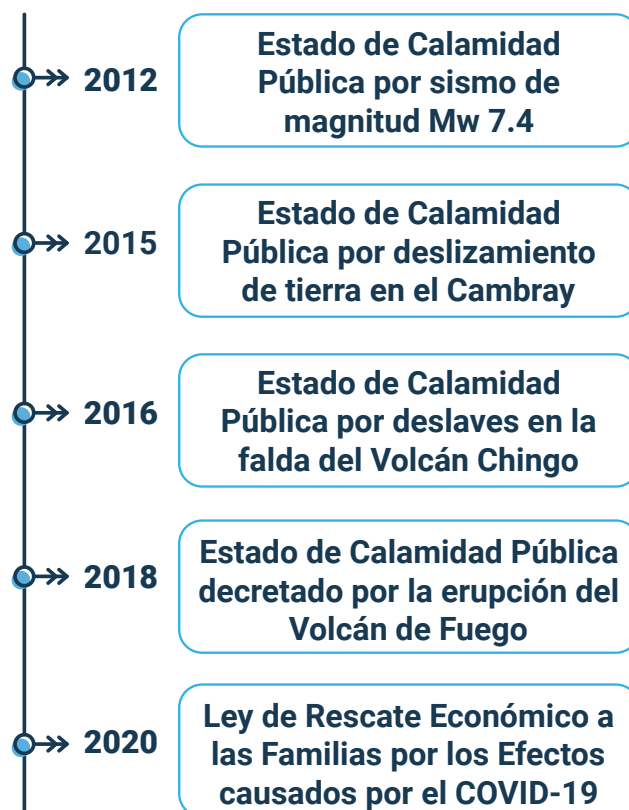 2012
Estado de Calamidad
Pública por sismo de
magnitud Mw 7.4
2015
Estado de Calamidad
Pública por deslizamiento
de tierra en el Cambray
2016
Estado de Calamidad
Pública por deslaves en la
falda del Volcán Chingo
2018
Estado de Calamidad Pública
decretado por la erupción del
Volcán de Fuego
2020
Ley de Rescate Económico a
las Familias por los Efectos
causados por el COVID-19